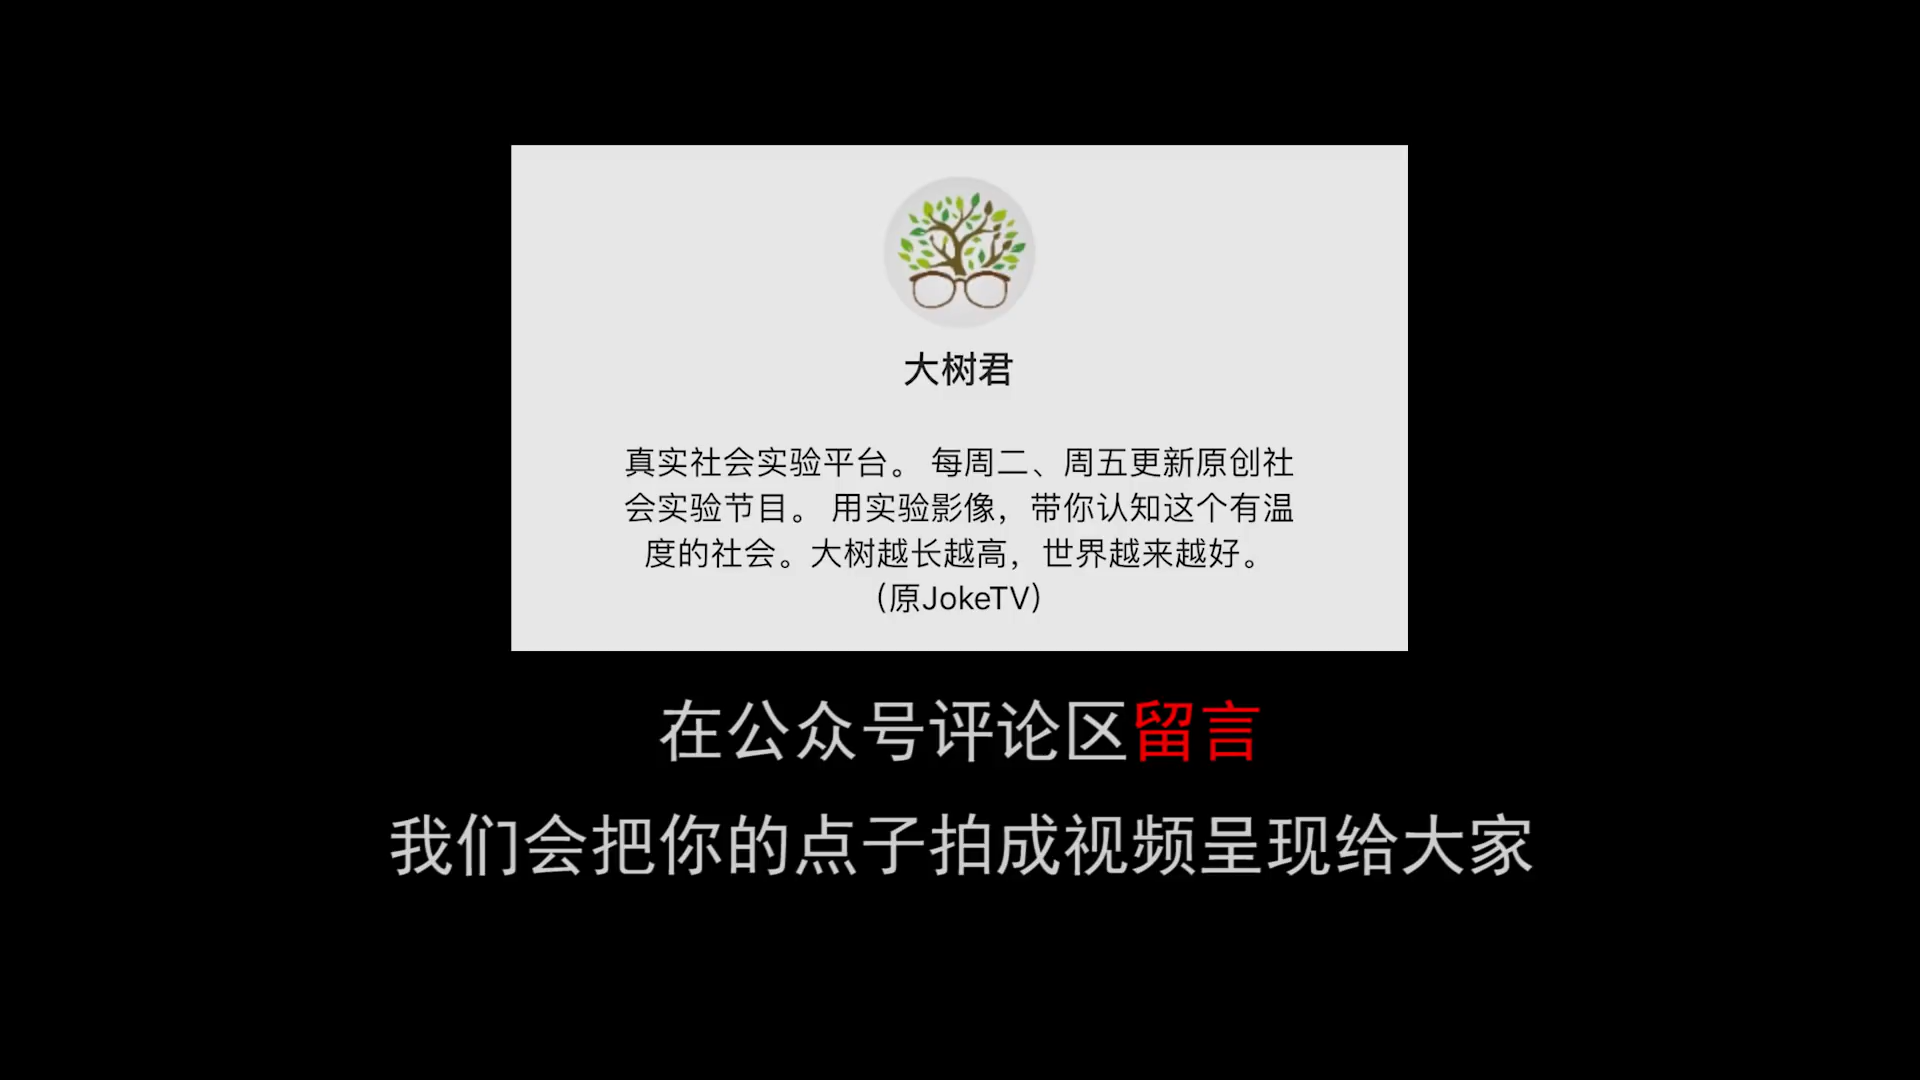 大树君
真实社会实验平台。 每周二、周五更新原创社
会实验节目。 用实验影像，带你认知这个有温
度的社会。大树越长越高，世界越来越好。
（原JokeTV）
在公众号评论区留言
我们会把你的点子拍成视频呈现给大家